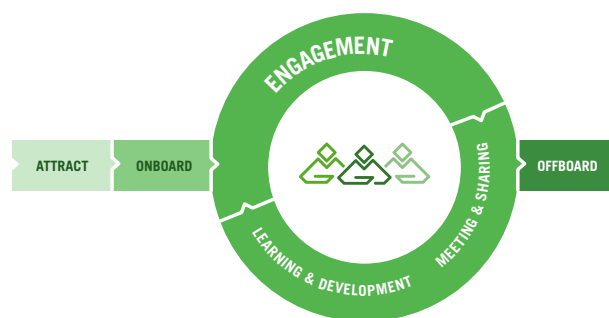 ENGAGEMENT
ATTRACT
ONBOARD
OFFBOARD
MEETING & SHARING
LEARNING & DEVELOPMENT